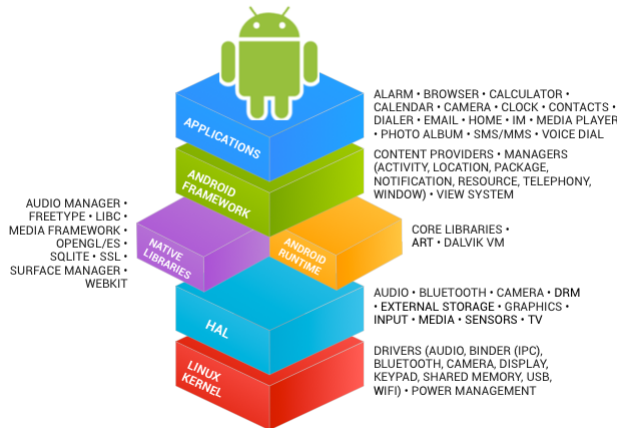 APPLICATIONS
ALARM • BROWSER • CALCULATOR •
CALENDAR • CAMERA • CLOCK • CONTACTS •
DIALER • EMAIL • HOME • IM • MEDIA PLAYER
• PHOTO ALBUM • SMS/MMS • VOICE DIAL
ANDROID
FRAMEWORK
CONTENT PROVIDERS • MANAGERS
(ACTIVITY, LOCATION, PACKAGE,
NOTIFICATION, RESOURCE, TELEPHONY,
WINDOW) • VIEW SYSTEM
AUDIO MANAGER •
FREETYPE • LIBC •
MEDIA FRAMEWORK •
OPENGL/ES •
SQLITE • SSL •
SURFACE MANAGER •
WEBKIT
NATIVE
LIBRARIES
ANDROID
RUNTIME
CORE LIBRARIES •
ART • DALVIK VM
HAL
AUDIO • BLUETOOTH • CAMERA • DRM
• EXTERNAL STORAGE • GRAPHICS •
INPUT • MEDIA • SENSORS • TV
LINUX
KERNEL
DRIVERS (AUDIO, BINDER (IPC),
BLUETOOTH, CAMERA, DISPLAY,
KEYPAD, SHARED MEMORY, USB,
WIFI) • POWER MANAGEMENT